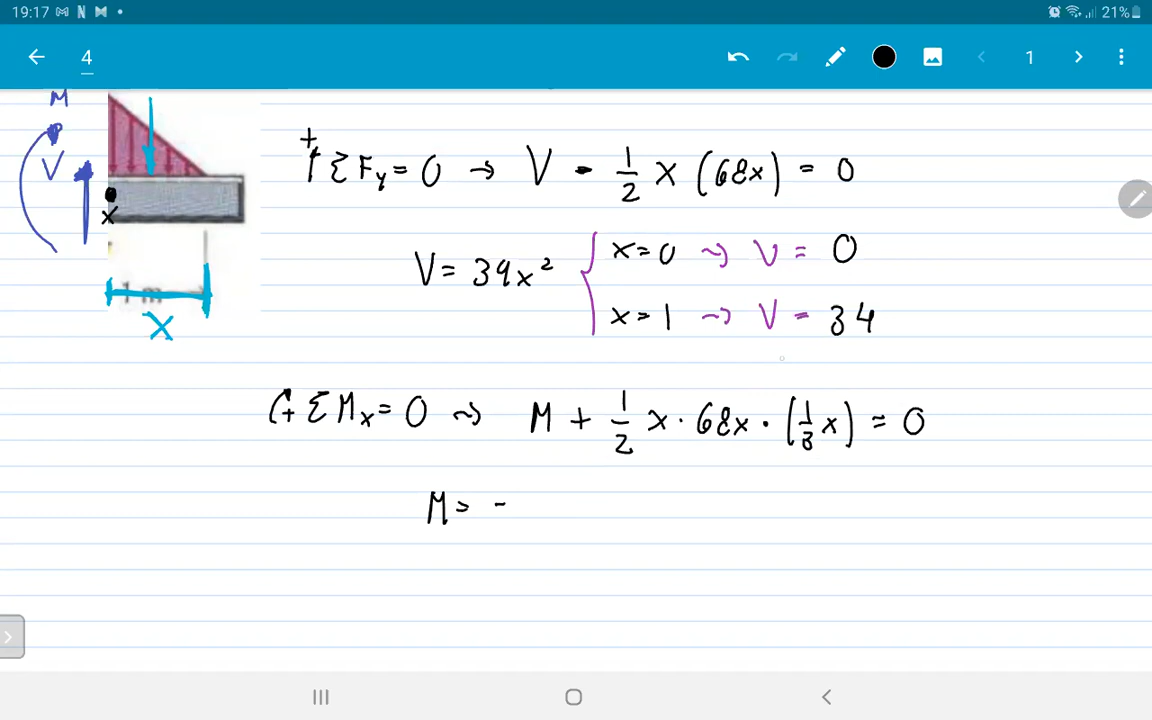 19:17 21%
4 1
M
V
x
1 m
X
+↑ΣFy = 0 → V - 1/2 x (68x) = 0
V = 34x² { x=0 → V = 0
x=1 → V = 34
(+ ΣMx = 0 → M + 1/2 x · 68x · (1/3 x) = 0
M = -